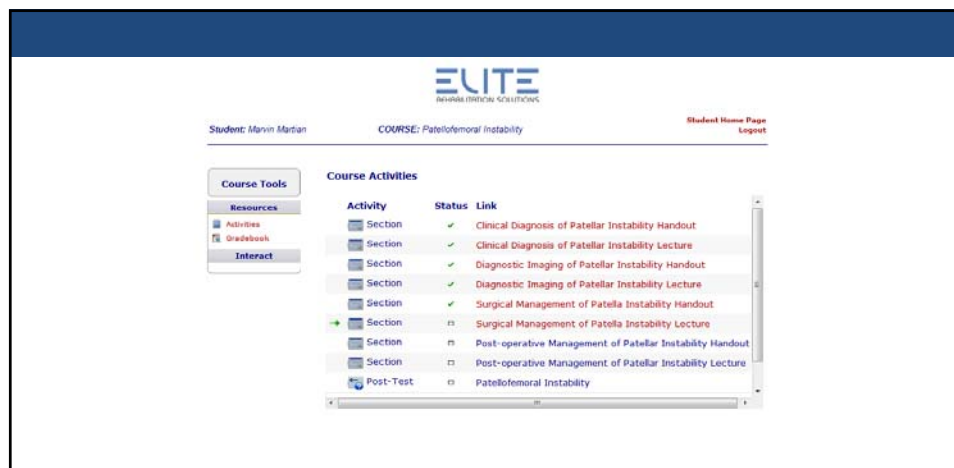 ELITE
REHABILITATION SOLUTIONS
Student Home Page
Student: Marvin Martian COURSE: Patellofemoral Instability Logout
Course Tools
Resources
Activities
Gradebook
Interact
Course Activities
Activity Status Link
Section Clinical Diagnosis of Patellar Instability Handout
Section Clinical Diagnosis of Patellar Instability Lecture
Section Diagnostic Imaging of Patellar Instability Handout
Section Diagnostic Imaging of Patellar Instability Lecture
Section Surgical Management of Patella Instability Handout
Section Surgical Management of Patella Instability Lecture
Section Post-operative Management of Patellar Instability Handout
Section Post-operative Management of Patellar Instability Lecture
Post-Test Patellofemoral Instability